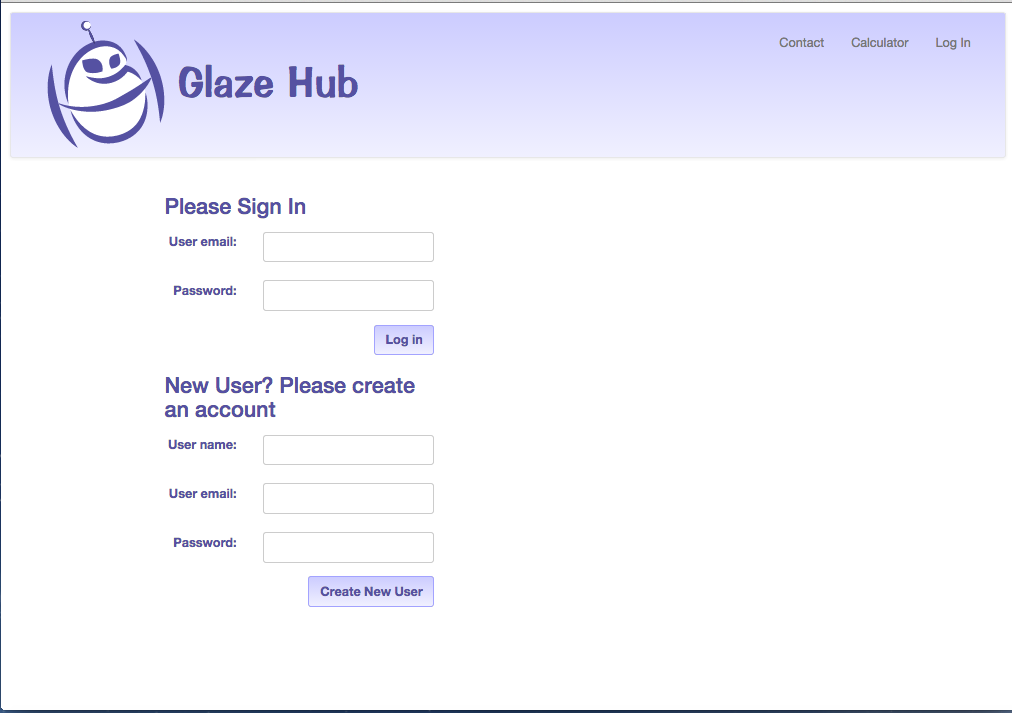 Contact Calculator Log In
Glaze Hub
Please Sign In
User email:
Password:
Log in
New User? Please create
an account
User name:
User email:
Password:
Create New User